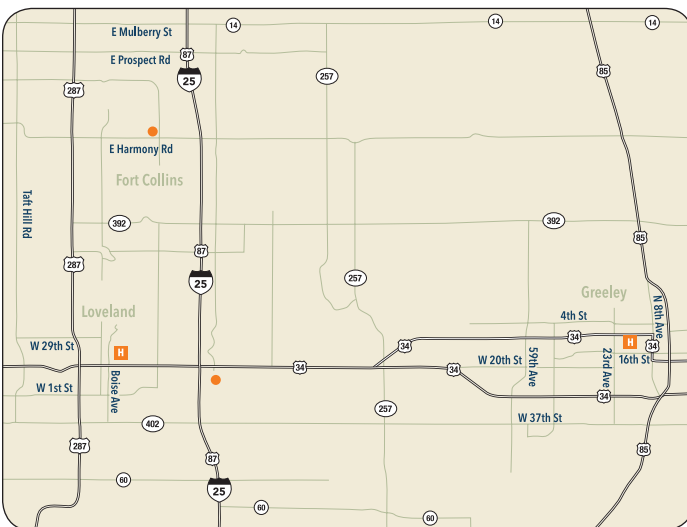 E Mulberry St
14
14
14
E Prospect Rd
87
25
85
257
287
E Harmony Rd
Fort Collins
Taft Hill Rd
392
392
85
87
287
25
257
Loveland
Greeley
N 8th Ave
4th St
34
34
34
W 29th St
H
H
16th St
59th Ave
23rd Ave
W 20th St
34
34
Boise Ave
W 1st St
34
257
402
W 37th St
287
85
87
60
25
60
60